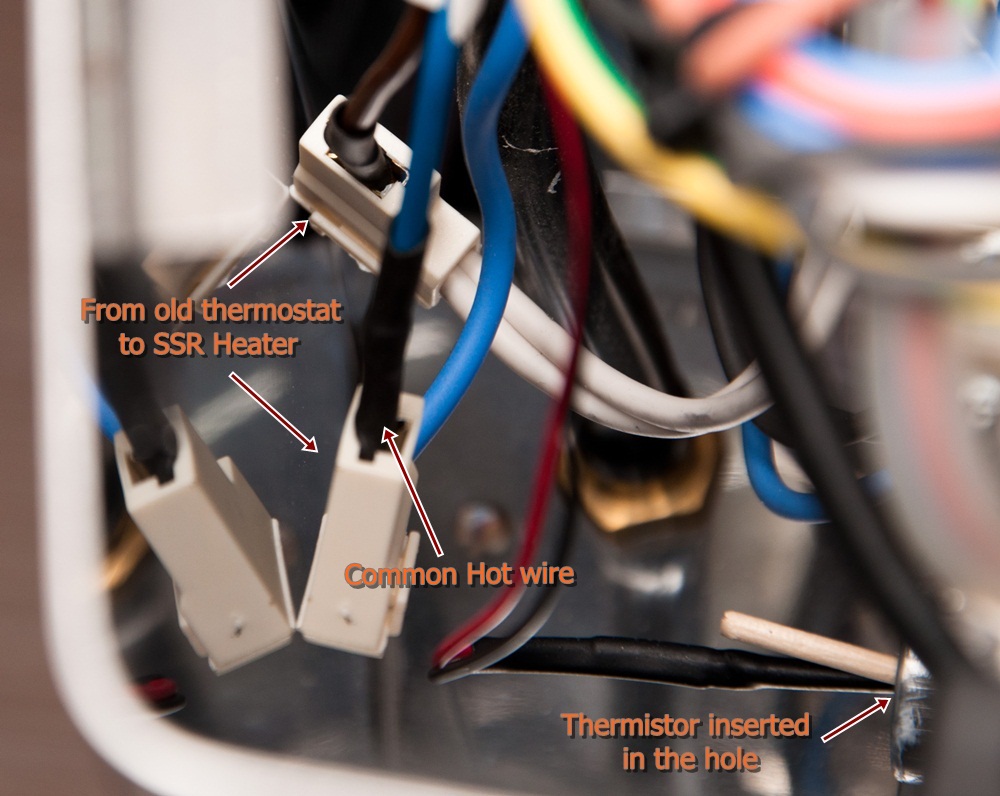 From old thermostat
to SSR Heater
Common Hot wire
Thermistor inserted
in the hole